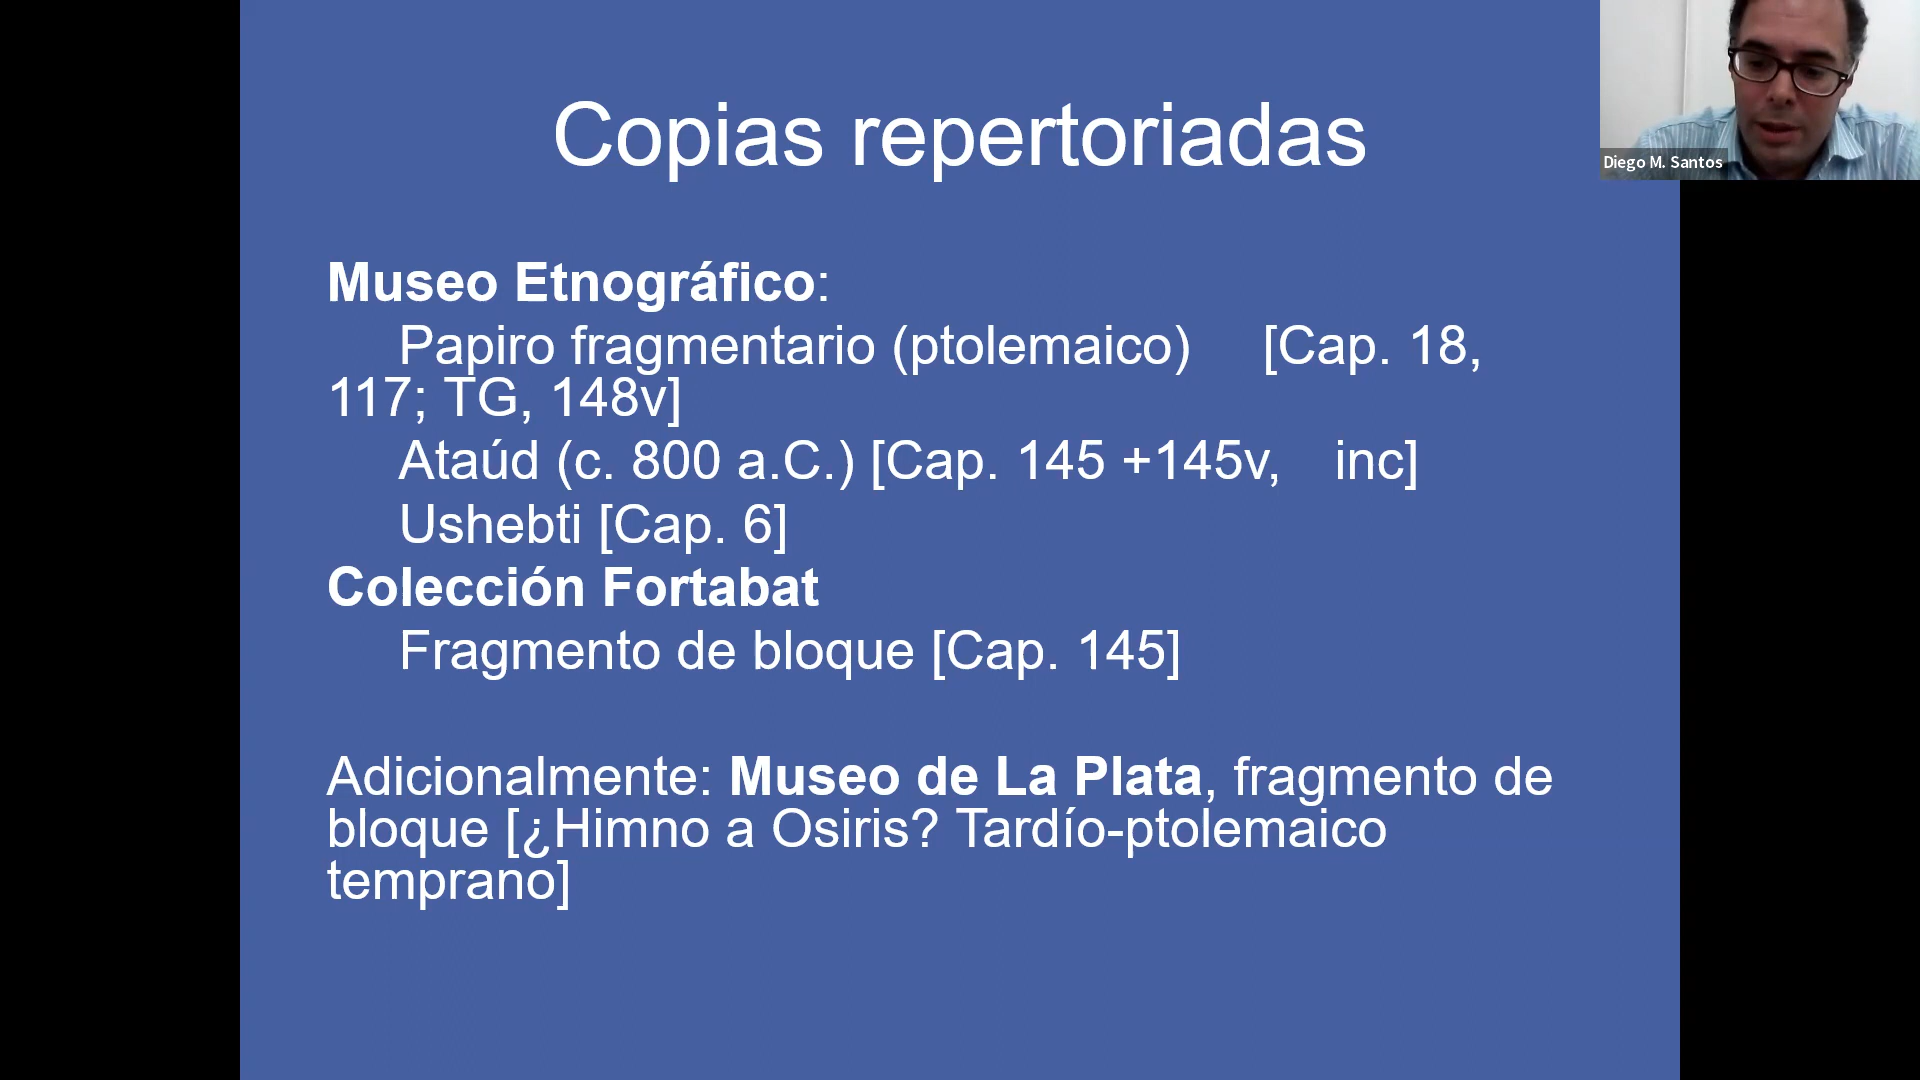 Copias repertoriadas
Diego M. Santos
Museo Etnográfico:
Papiro fragmentario (ptolemaico) [Cap. 18,
117; TG, 148v]
Ataúd (c. 800 a.C.) [Cap. 145 +145v, inc]
Ushebti [Cap. 6]
Colección Fortabat
Fragmento de bloque [Cap. 145]
Adicionalmente: Museo de La Plata, fragmento de
bloque [¿Himno a Osiris? Tardío-ptolemaico
temprano]